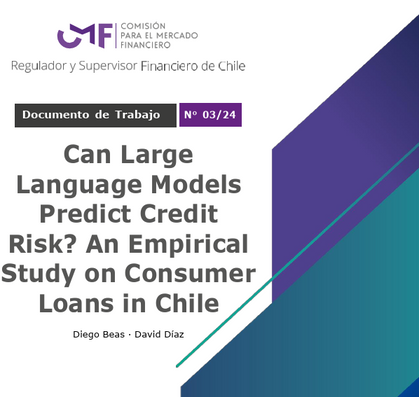 CMF
COMISIÓN
PARA EL MERCADO
FINANCIERO
Regulador y Supervisor Financiero de Chile
Documento de Trabajo
N° 03/24
Can Large
Language Models
Predict Credit
Risk? An Empirical
Study on Consumer
Loans in Chile
Diego Beas · David Díaz